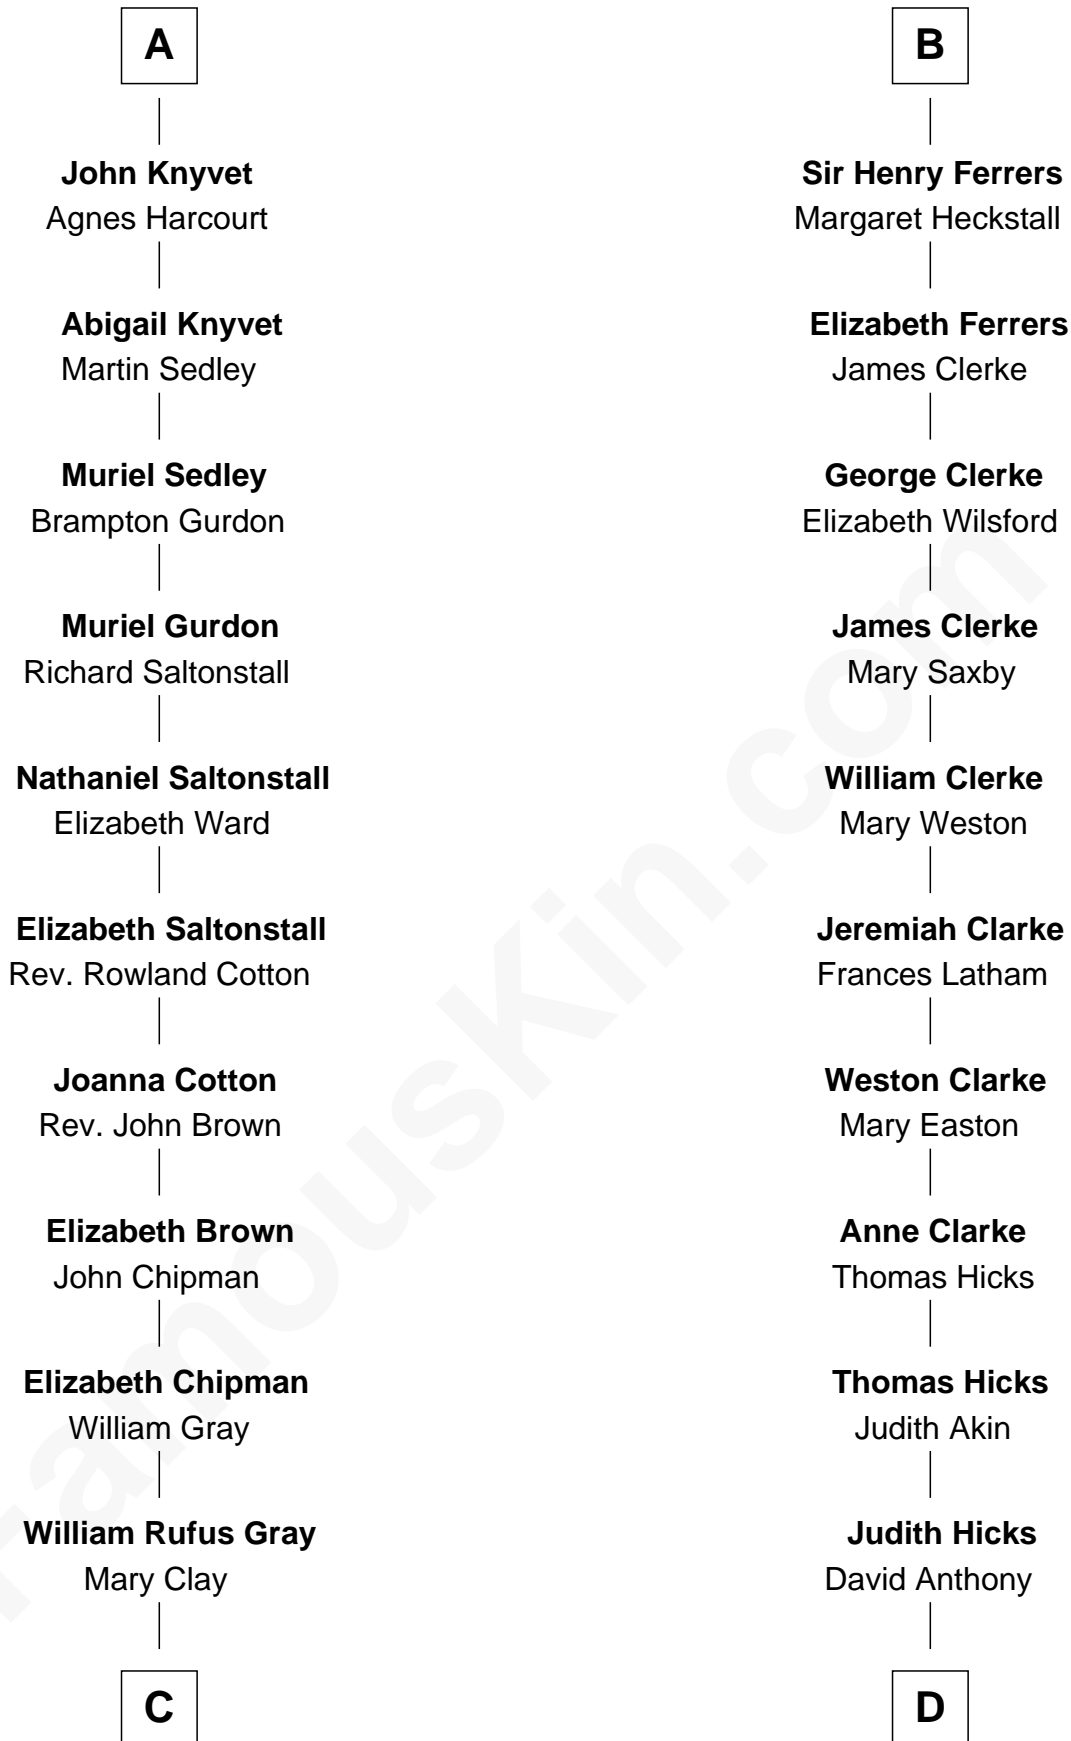 A
John Knyvet
Agnes Harcourt
Abigail Knyvet
Martin Sedley
Muriel Sedley
Brampton Gurdon
Muriel Gurdon
Richard Saltonstall
Nathaniel Saltonstall
Elizabeth Ward
Elizabeth Saltonstall
Rev. Rowland Cotton
Joanna Cotton
Rev. John Brown
Elizabeth Brown
John Chipman
Elizabeth Chipman
William Gray
William Rufus Gray
Mary Clay
C
B
Sir Henry Ferrers
Margaret Heckstall
Elizabeth Ferrers
James Clerke
George Clerke
Elizabeth Wilsford
James Clerke
Mary Saxby
William Clerke
Mary Weston
Jeremiah Clarke
Frances Latham
Weston Clarke
Mary Easton
Anne Clarke
Thomas Hicks
Thomas Hicks
Judith Akin
Judith Hicks
David Anthony
D
FamousKin.com